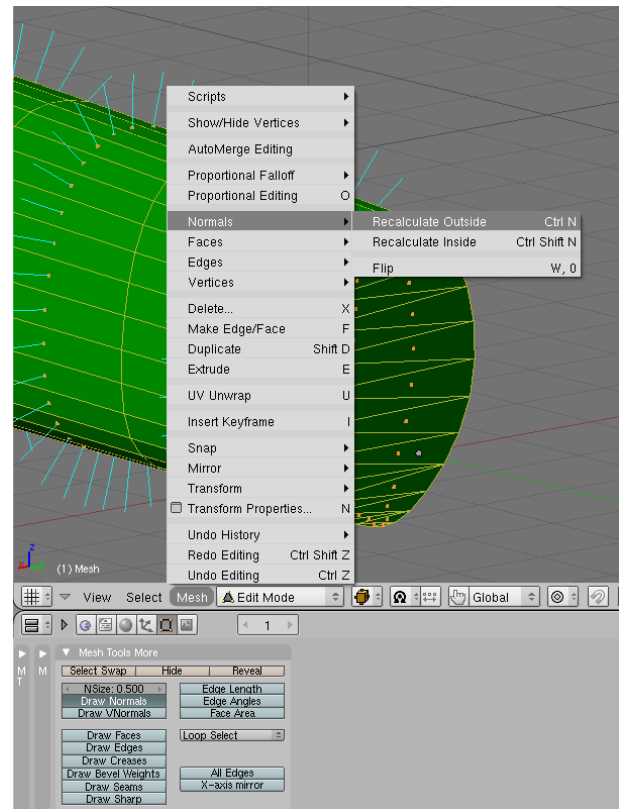 Scripts
Show/Hide Vertices
AutoMerge Editing
Proportional Falloff
Proportional Editing O
Normals
Recalculate Outside Ctrl N
Faces
Recalculate Inside Ctrl Shift N
Edges
Flip W, 0
Vertices
Delete... X
Make Edge/Face F
Duplicate Shift D
Extrude E
UV Unwrap U
Insert Keyframe I
Snap
Mirror
Transform
Transform Properties... N
Undo History
Redo Editing Ctrl Shift Z
Undo Editing Ctrl Z
z
x
(1) Mesh
View Select Mesh Edit Mode Global
1
M
T
M
Mesh Tools More
Select Swap Hide Reveal
NSize: 0.500
Draw Normals
Draw VNormals
Edge Length
Edge Angles
Face Area
Draw Faces
Draw Edges
Draw Creases
Draw Bevel Weights
Draw Seams
Draw Sharp
Loop Select
All Edges
X-axis mirror